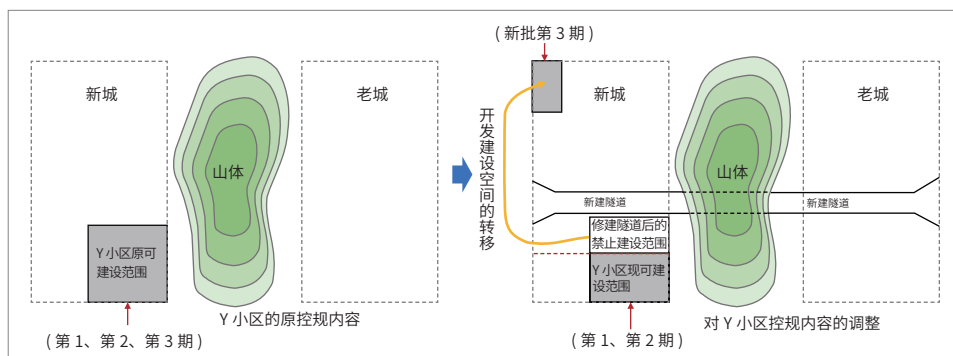 新城
老城
山体
Y 小区原可
建设范围
Y 小区的原控规内容
( 第 1、第 2、第 3 期 )
( 新批第 3 期 )
新城
老城
开发建设空间的转移
山体
新建隧道
新建隧道
修建隧道后的
禁止建设范围
Y 小区现可建
设范围
对 Y 小区控规内容的调整
( 第 1、第 2 期 )